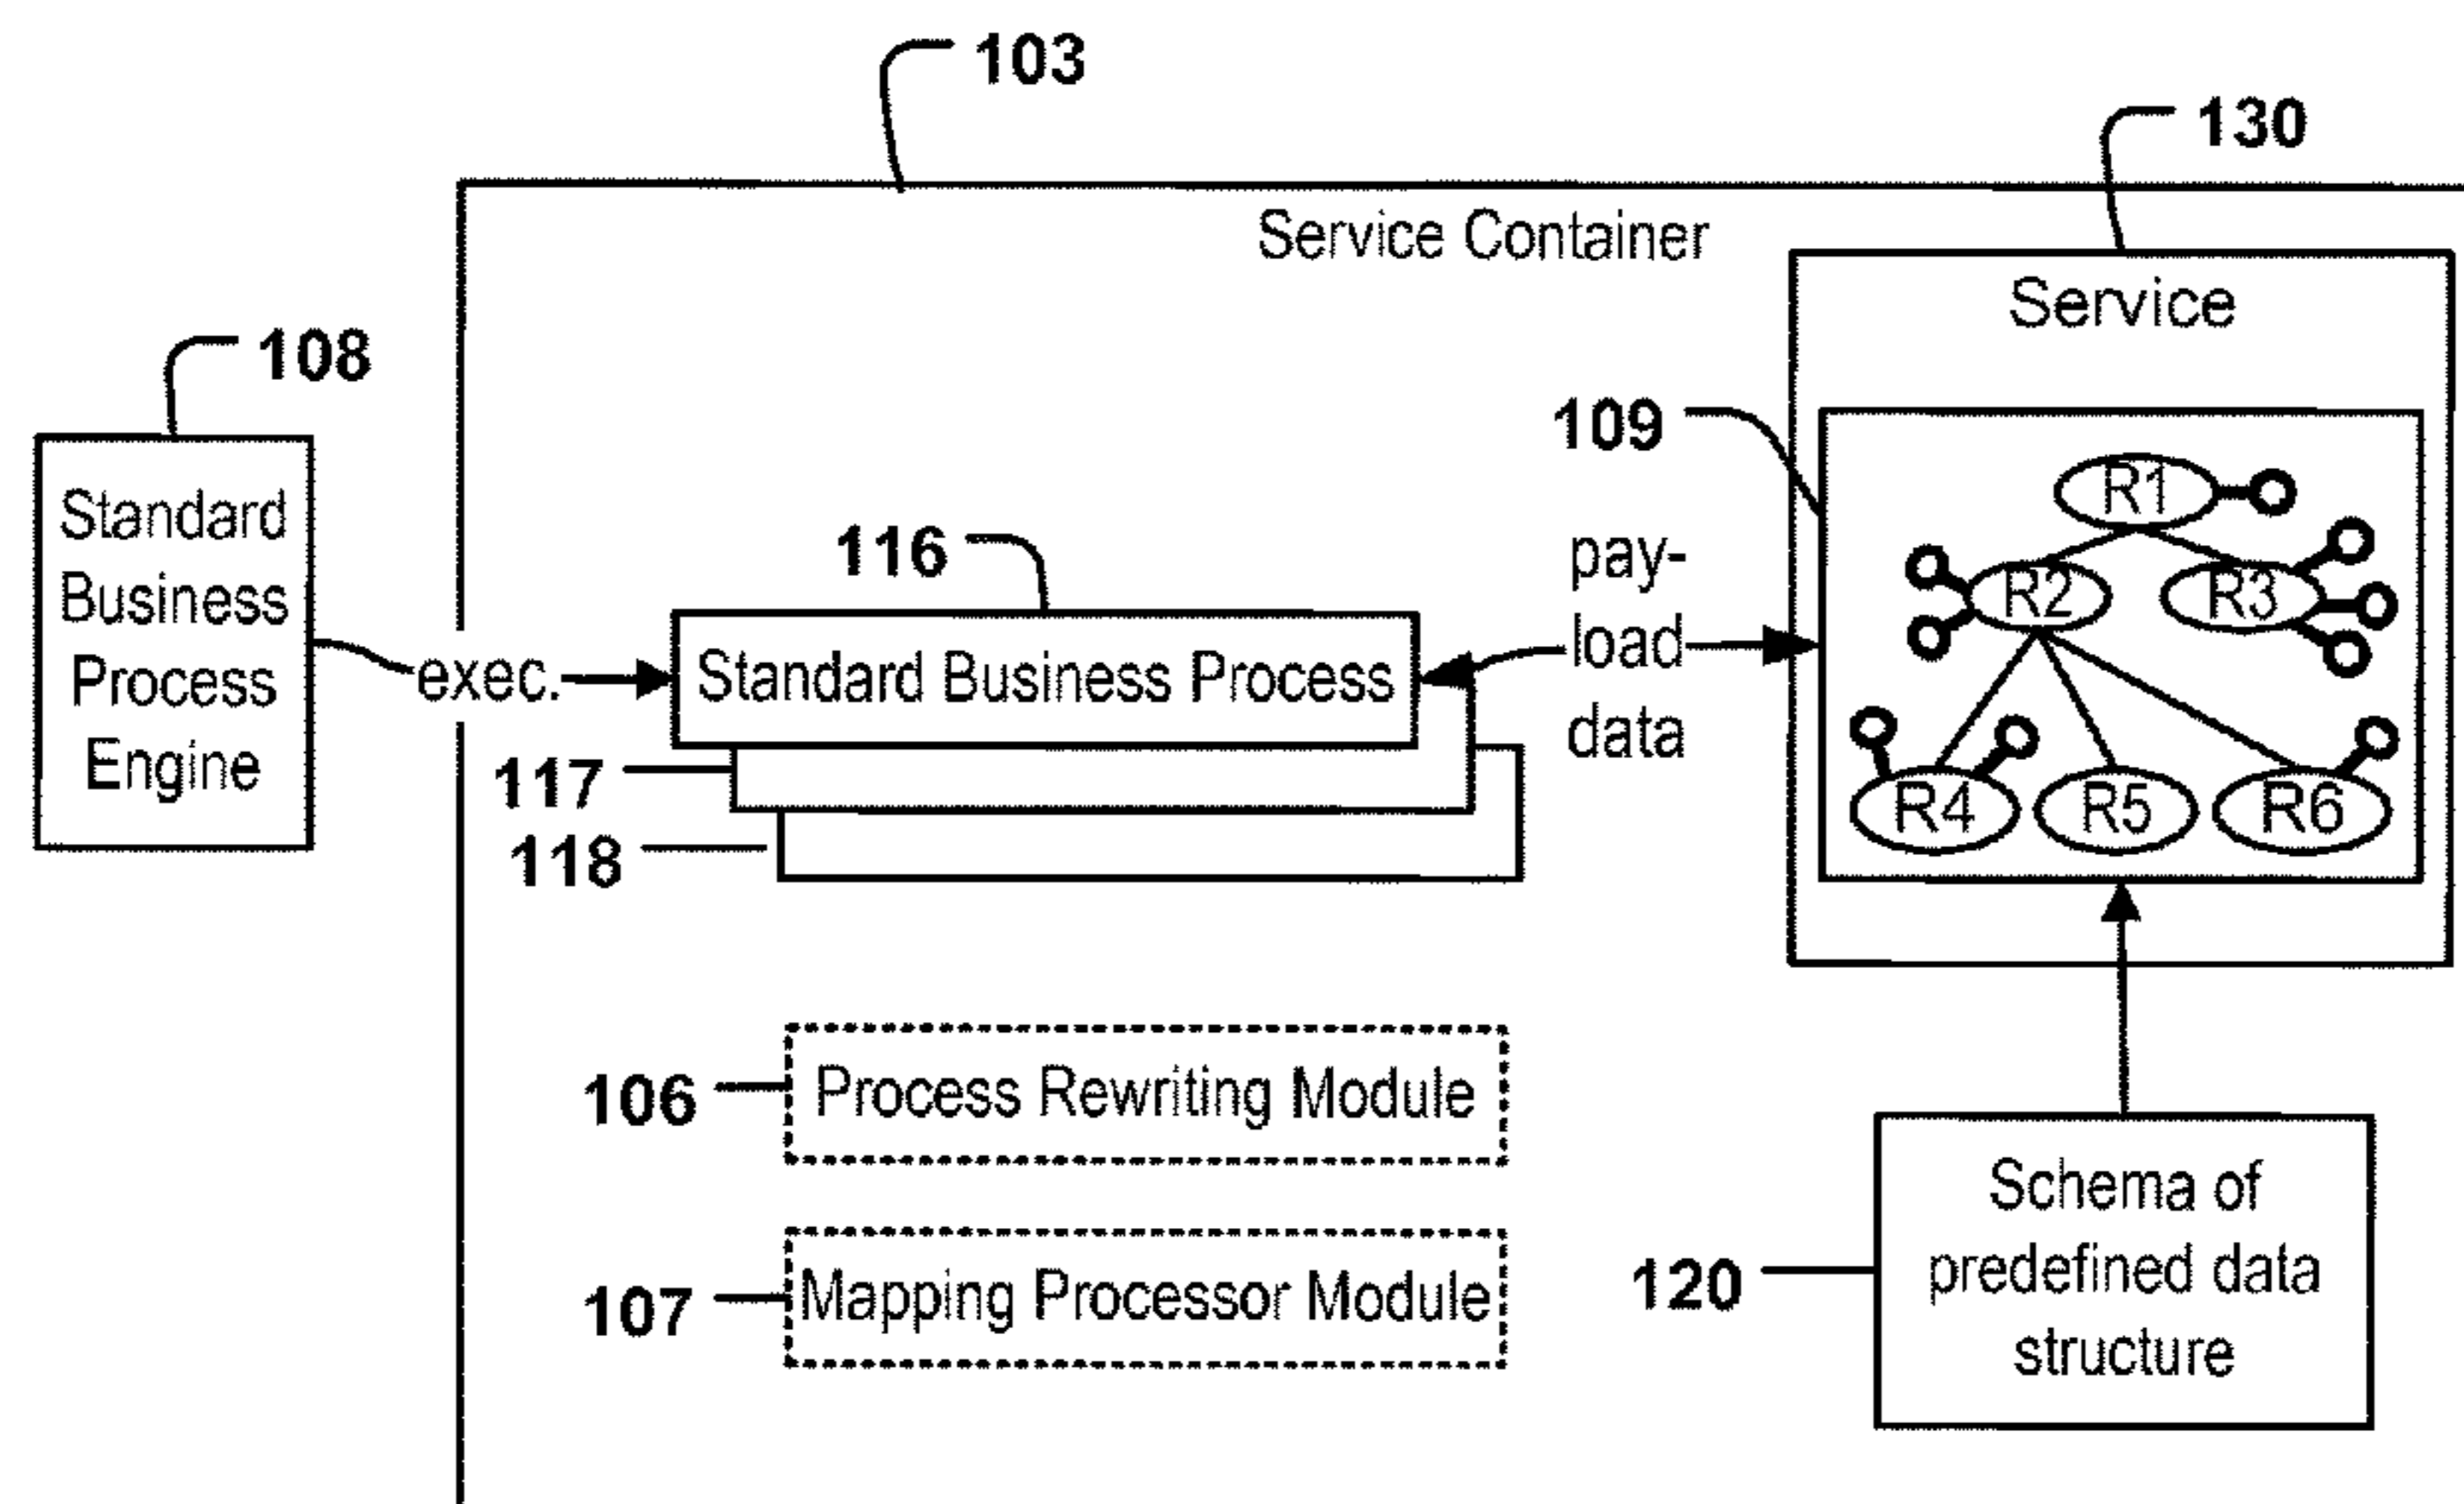 103
130
Service Container
Service
108
109
Standard
Business
Process
Engine
R1
R2
R3
R4
R5
R6
116
pay-
load
data
exec.
Standard Business Process
117
118
106
Process Rewriting Module
107
Mapping Processor Module
120
Schema of
predefined data
structure